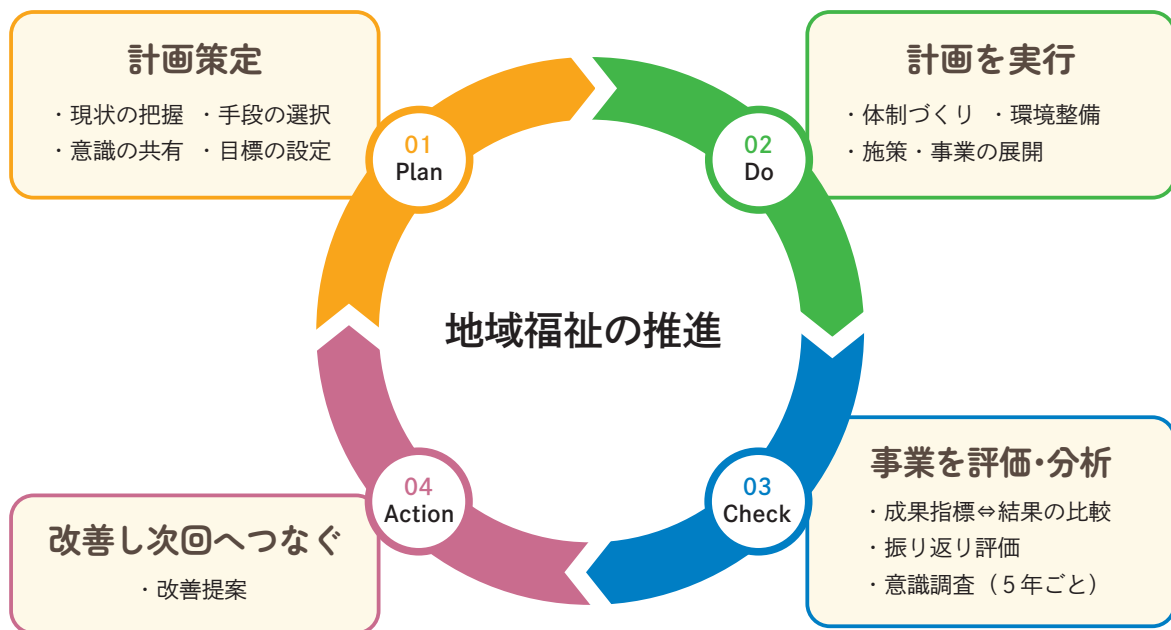 計画策定
・現状の把握 ・手段の選択
・意識の共有 ・目標の設定
01
Plan
計画を実行
・体制づくり ・環境整備
・施策・事業の展開
02
Do
地域福祉の推進
事業を評価・分析
・成果指標⇔結果の比較
・振り返り評価
・意識調査(5年ごと)
03
Check
改善し次回へつなぐ
・改善提案
04
Action